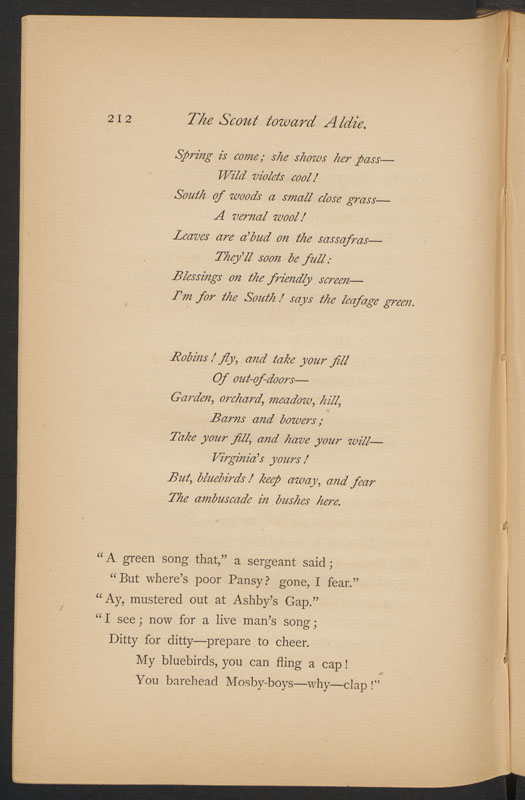 212 The Scout toward Aldie.
Spring is come; she shows her pass—
Wild violets cool!
South of woods a small close grass—
A vernal wool!
Leaves are a'bud on the sassafras—
They'll soon be full:
Blessings on the friendly screen—
I'm for the South! says the leafage green.
Robins! fly, and take your fill
Of out-of-doors—
Garden, orchard, meadow, hill,
Barns and bowers;
Take your fill, and have your will—
Virginia's yours!
But, bluebirds! keep away, and fear
The ambuscade in bushes here.
“A green song that,” a sergeant said;
“But where's poor Pansy? gone, I fear.”
“Ay, mustered out at Ashby's Gap.”
“I see; now for a live man's song;
Ditty for ditty—prepare to cheer.
My bluebirds, you can fling a cap!
You barehead Mosby-boys—why—clap!”